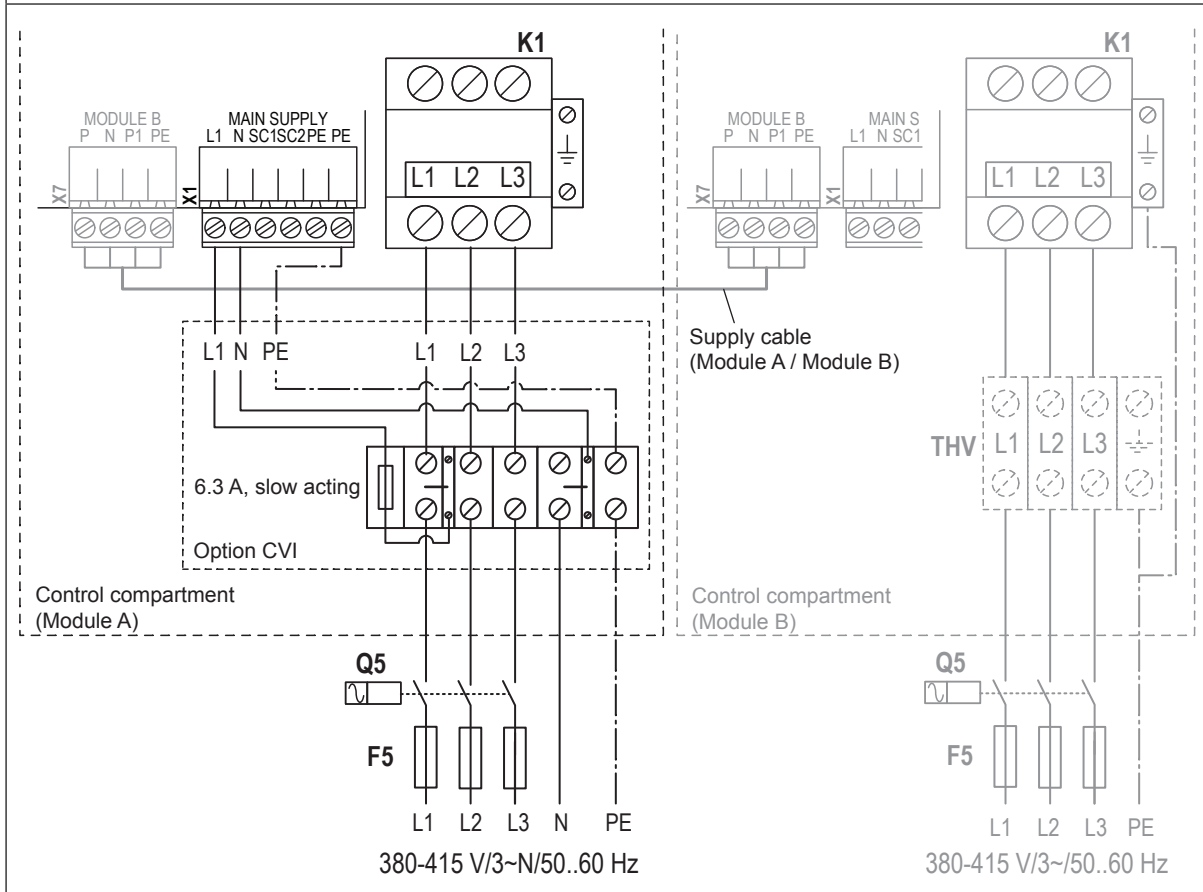 K1
MODULE B
P N P1 PE
MAIN SUPPLY
L1 N SC1SC2PE PE
X7
X1
L1 L2 L3
L1 N PE
L1 L2 L3
6.3 A, slow acting
Option CVI
Control compartment
(Module A)
Q5
F5
L1 L2 L3 N PE
380-415 V/3~N/50..60 Hz
Supply cable
(Module A / Module B)
K1
MODULE B
P N P1 PE
MAIN S
L1 N SC1
X7
X1
L1 L2 L3
THV
L1 L2 L3
Control compartment
(Module B)
Q5
F5
L1 L2 L3 PE
380-415 V/3~/50..60 Hz